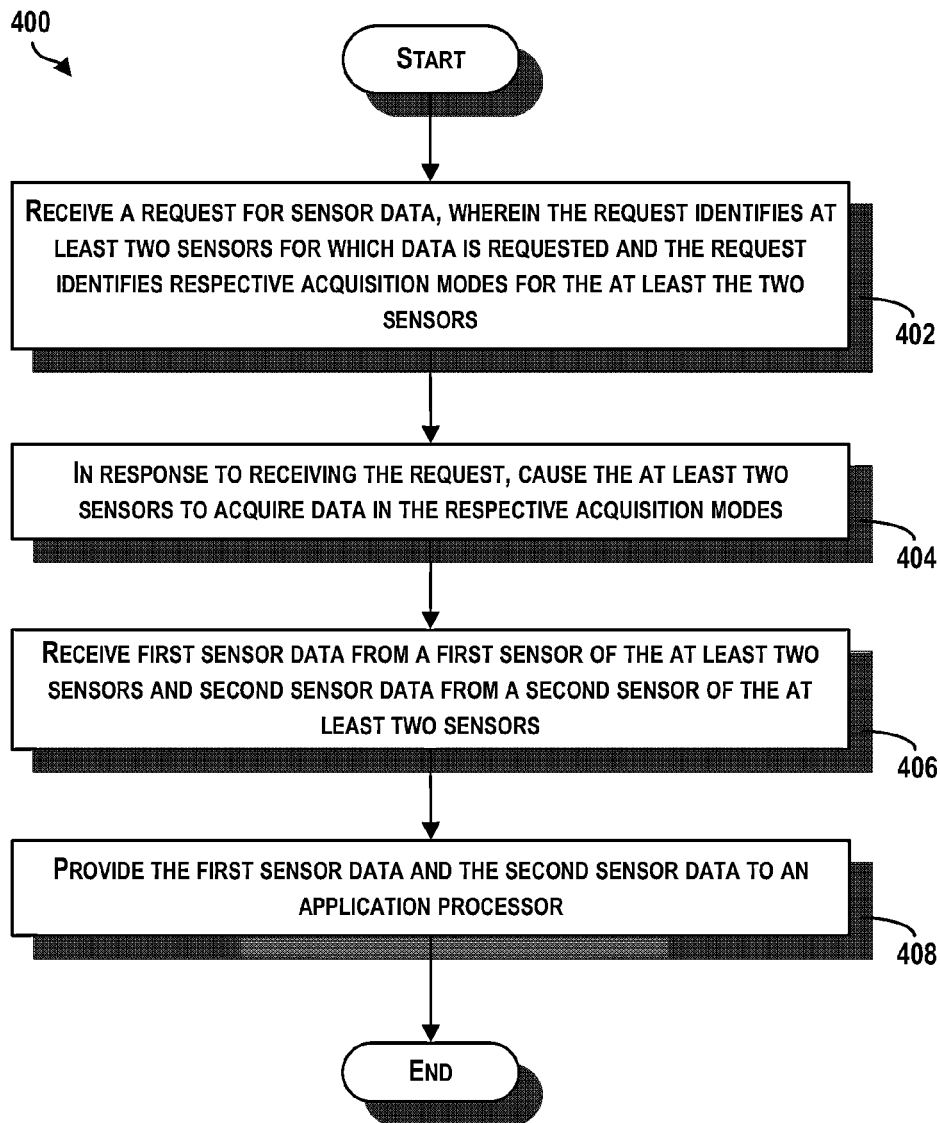 400
START
RECEIVE A REQUEST FOR SENSOR DATA, WHEREIN THE REQUEST IDENTIFIES AT
LEAST TWO SENSORS FOR WHICH DATA IS REQUESTED AND THE REQUEST
IDENTIFIES RESPECTIVE ACQUISITION MODES FOR THE AT LEAST THE TWO
SENSORS
402
IN RESPONSE TO RECEIVING THE REQUEST, CAUSE THE AT LEAST TWO
SENSORS TO ACQUIRE DATA IN THE RESPECTIVE ACQUISITION MODES
404
RECEIVE FIRST SENSOR DATA FROM A FIRST SENSOR OF THE AT LEAST TWO
SENSORS AND SECOND SENSOR DATA FROM A SECOND SENSOR OF THE AT
LEAST TWO SENSORS
406
PROVIDE THE FIRST SENSOR DATA AND THE SECOND SENSOR DATA TO AN
APPLICATION PROCESSOR
408
END